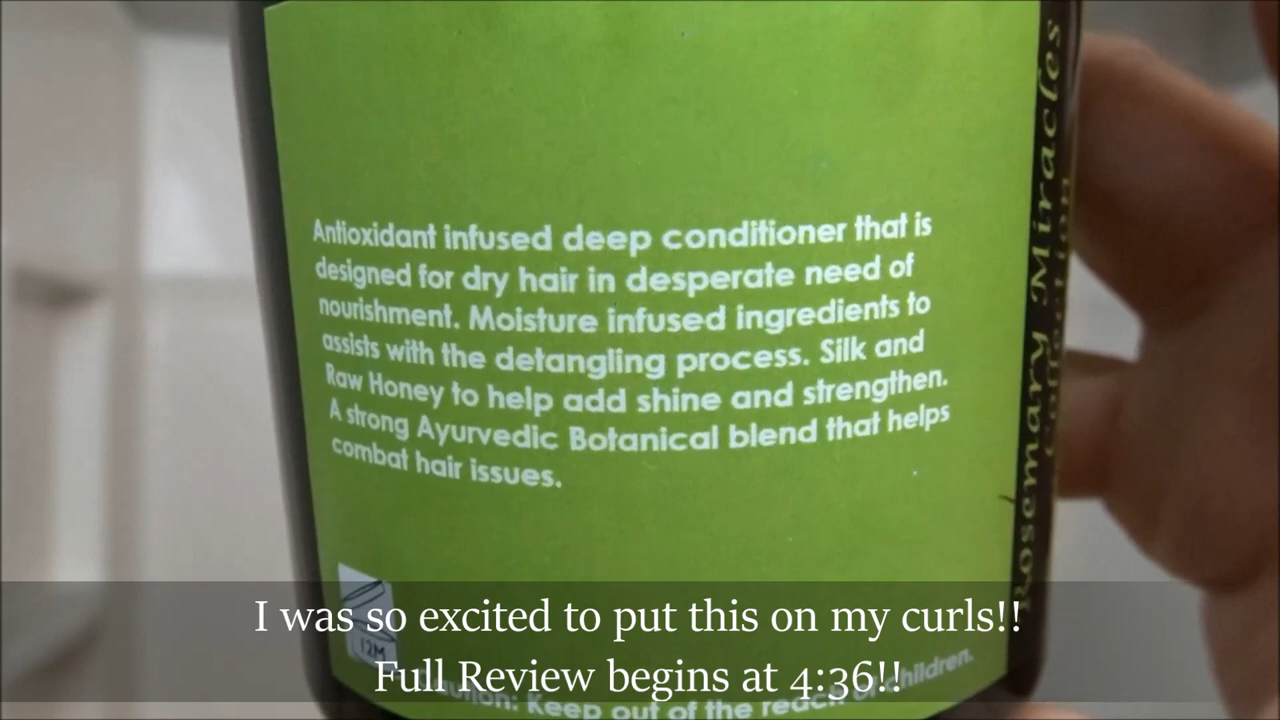 Antioxidant infused deep conditioner that is
designed for dry hair in desperate need of
nourishment. Moisture infused ingredients to
assists with the detangling process. Silk and
Raw Honey to help add shine and strengthen.
A strong Ayurvedic Botanical blend that helps
combat hair issues.
Rosemary Miracles
12M
Caution: Keep out of the reach of children.
I was so excited to put this on my curls!!
Full Review begins at 4:36!!